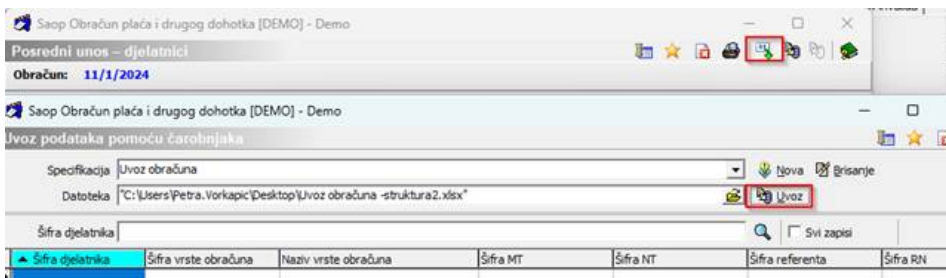 Saop Obračun plaća i drugog dohotka [DEMO] - Demo
Posredni unos – djelatnici
Obračun: 11/1/2024
Saop Obračun plaća i drugog dohotka [DEMO] - Demo
Uvoz podataka pomoću čarobnjaka
Specifikacija Uvoz obračuna Nova Brisanje
Datoteka "C:\Users\Petra.Vorkapic\Desktop\Uvoz obračuna -struktura2.xlsx" Uvoz
Šifra djelatnika Svi zapisi
Šifra djelatnika Šifra vrste obračuna Naziv vrste obračuna Šifra MT Šifra NT Šifra referenta Šifra RN